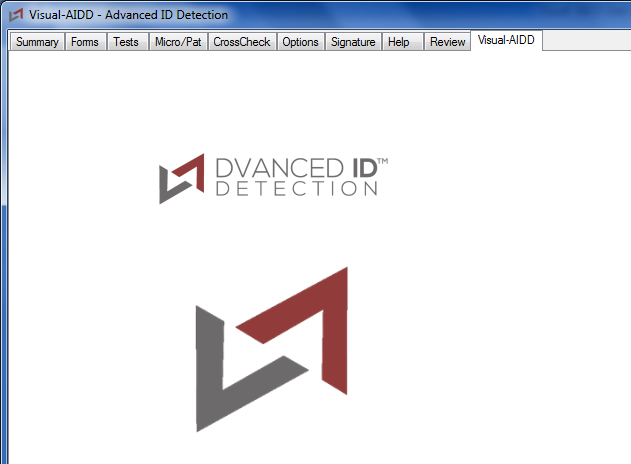 Visual-AIDD - Advanced ID Detection
Summary Forms Tests Micro/Pat CrossCheck Options Signature Help Review Visual-AIDD
DVANCED ID™
DETECTION